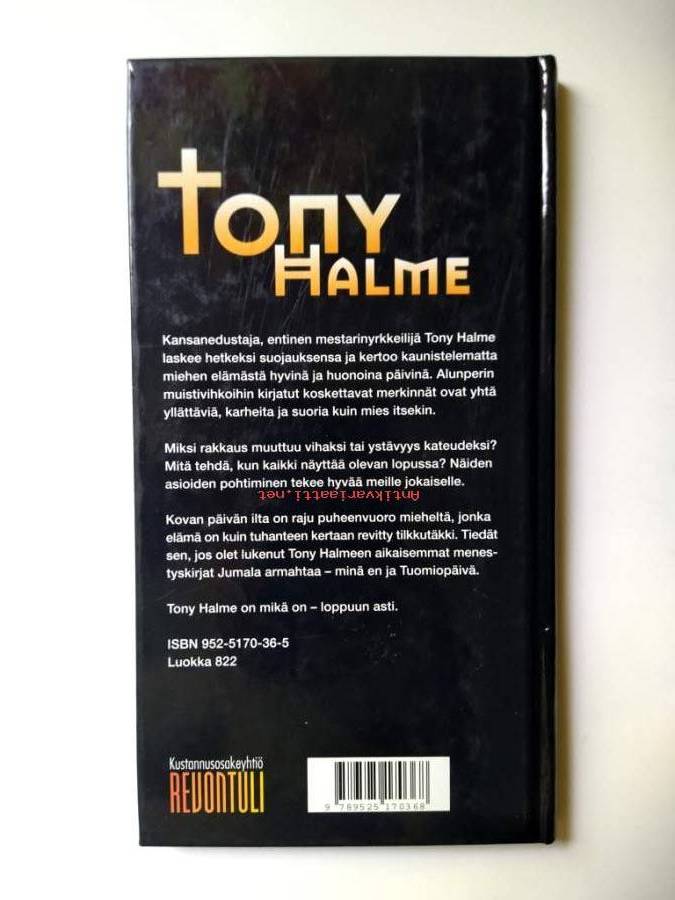 TONY
HALME
Kansanedustaja, entinen mestarinyrkkeilijä Tony Halme
laskee hetkeksi suojauksensa ja kertoo kaunistelematta
miehen elämästä hyvinä ja huonoina päivinä. Alunperin
muistivihkoihin kirjatut koskettavat merkinnät ovat yhtä
yllättäviä, karheita ja suoria kuin mies itsekin.
Miksi rakkaus muuttuu vihaksi tai ystävyys kateudeksi?
Mitä tehdä, kun kaikki näyttää olevan lopussa? Näiden
asioiden pohtiminen tekee hyvää meille jokaiselle.
Antikvariaatti.net
Kovan päivän ilta on raju puheenvuoro mieheltä, jonka
elämä on kuin tuhanteen kertaan revitty tilkkutäkki. Tiedät
sen, jos olet lukenut Tony Halmeen aikaisemmat menes-
tyskirjat Jumala armahtaa – minä en ja Tuomiopäivä.
Tony Halme on mikä on – loppuun asti.
ISBN 952-5170-36-5
Luokka 822
Kustannusosakeyhtiö
REVONTULI
9 789525 170368